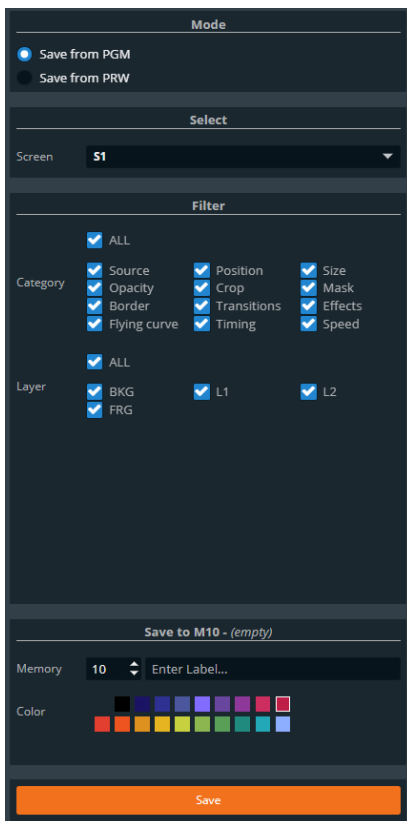 Mode
Save from PGM
Save from PRW
Select
Screen S1
Filter
ALL
Category
Source Position Size
Opacity Crop Mask
Border Transitions Effects
Flying curve Timing Speed
ALL
Layer
BKG L1 L2
FRG
Save to M10 - (empty)
Memory 10 Enter Label...
Color
Save